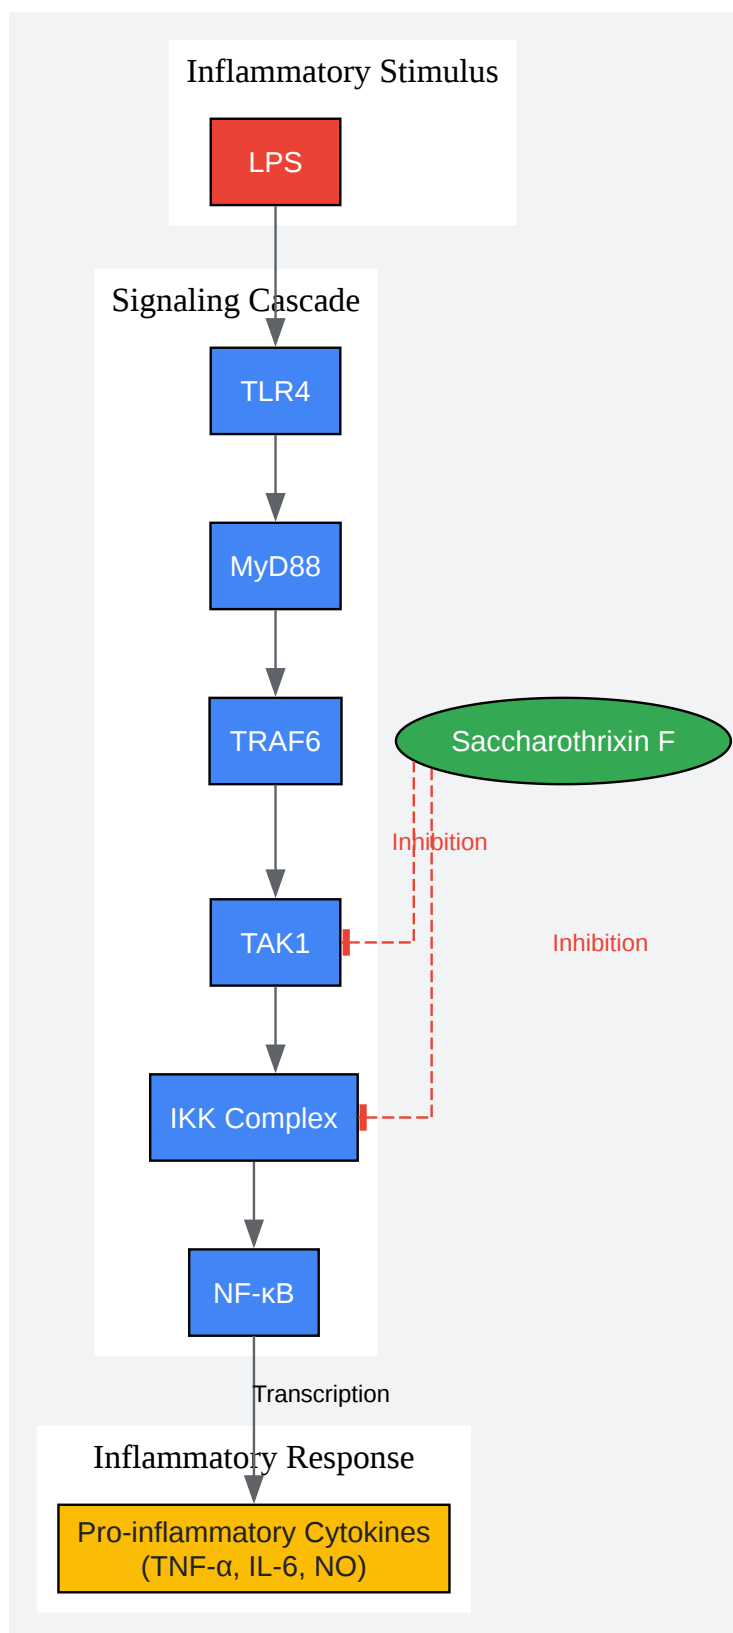 Inflammatory Stimulus
LPS
Signaling Cascade
TLR4
MyD88
TRAF6
Saccharothrixin F
Inhibition
TAK1
Inhibition
IKK Complex
NF-κB
Transcription
Inflammatory Response
Pro-inflammatory Cytokines
(TNF-α, IL-6, NO)